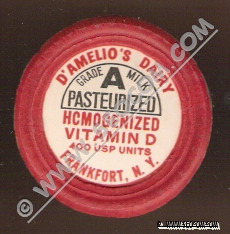 D'AMELIO'S DAIRY
GRADE A MILK
PASTEURIZED
HOMOGENIZED
VITAMIN D
400 USP UNITS
FRANKFORT, N. Y.